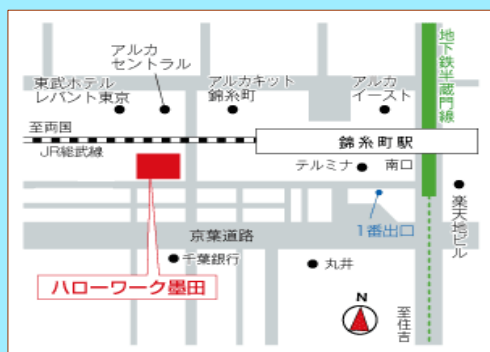 アルカ
セントラル
東武ホテル
レバント東京
アルカキット
錦糸町
アルカ
イースト
地下鉄半蔵門線
至両国
JR総武線
錦糸町駅
テルミナ
南口
楽天地ビル
1番出口
京葉道路
千葉銀行
丸井
ハローワーク墨田
N
至住吉